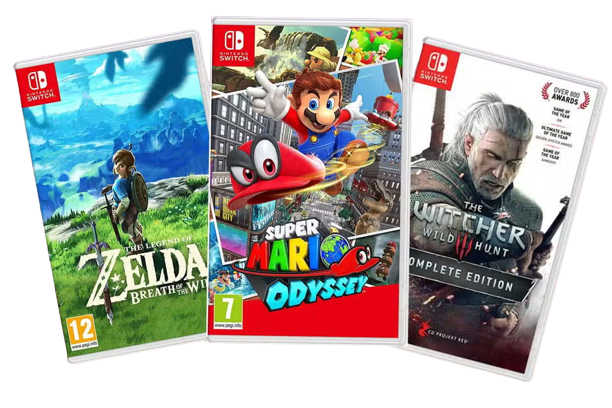 NINTENDO
SWITCH
THE LEGEND OF
ZELDA
BREATH OF THE WI
12
www.pegi.info
NINTENDO
SWITCH
SUPER
MARIO
ODYSSEY
7
www.pegi.info
NINTENDO
SWITCH
OVER 800
AWARDS
GAME OF
THE YEAR
ULTIMATE GAME OF
THE YEAR
GAME OF
THE YEAR
THE
WITCHER
WILD HUNT
OMPLETE EDITION
CD PROJEKT RED